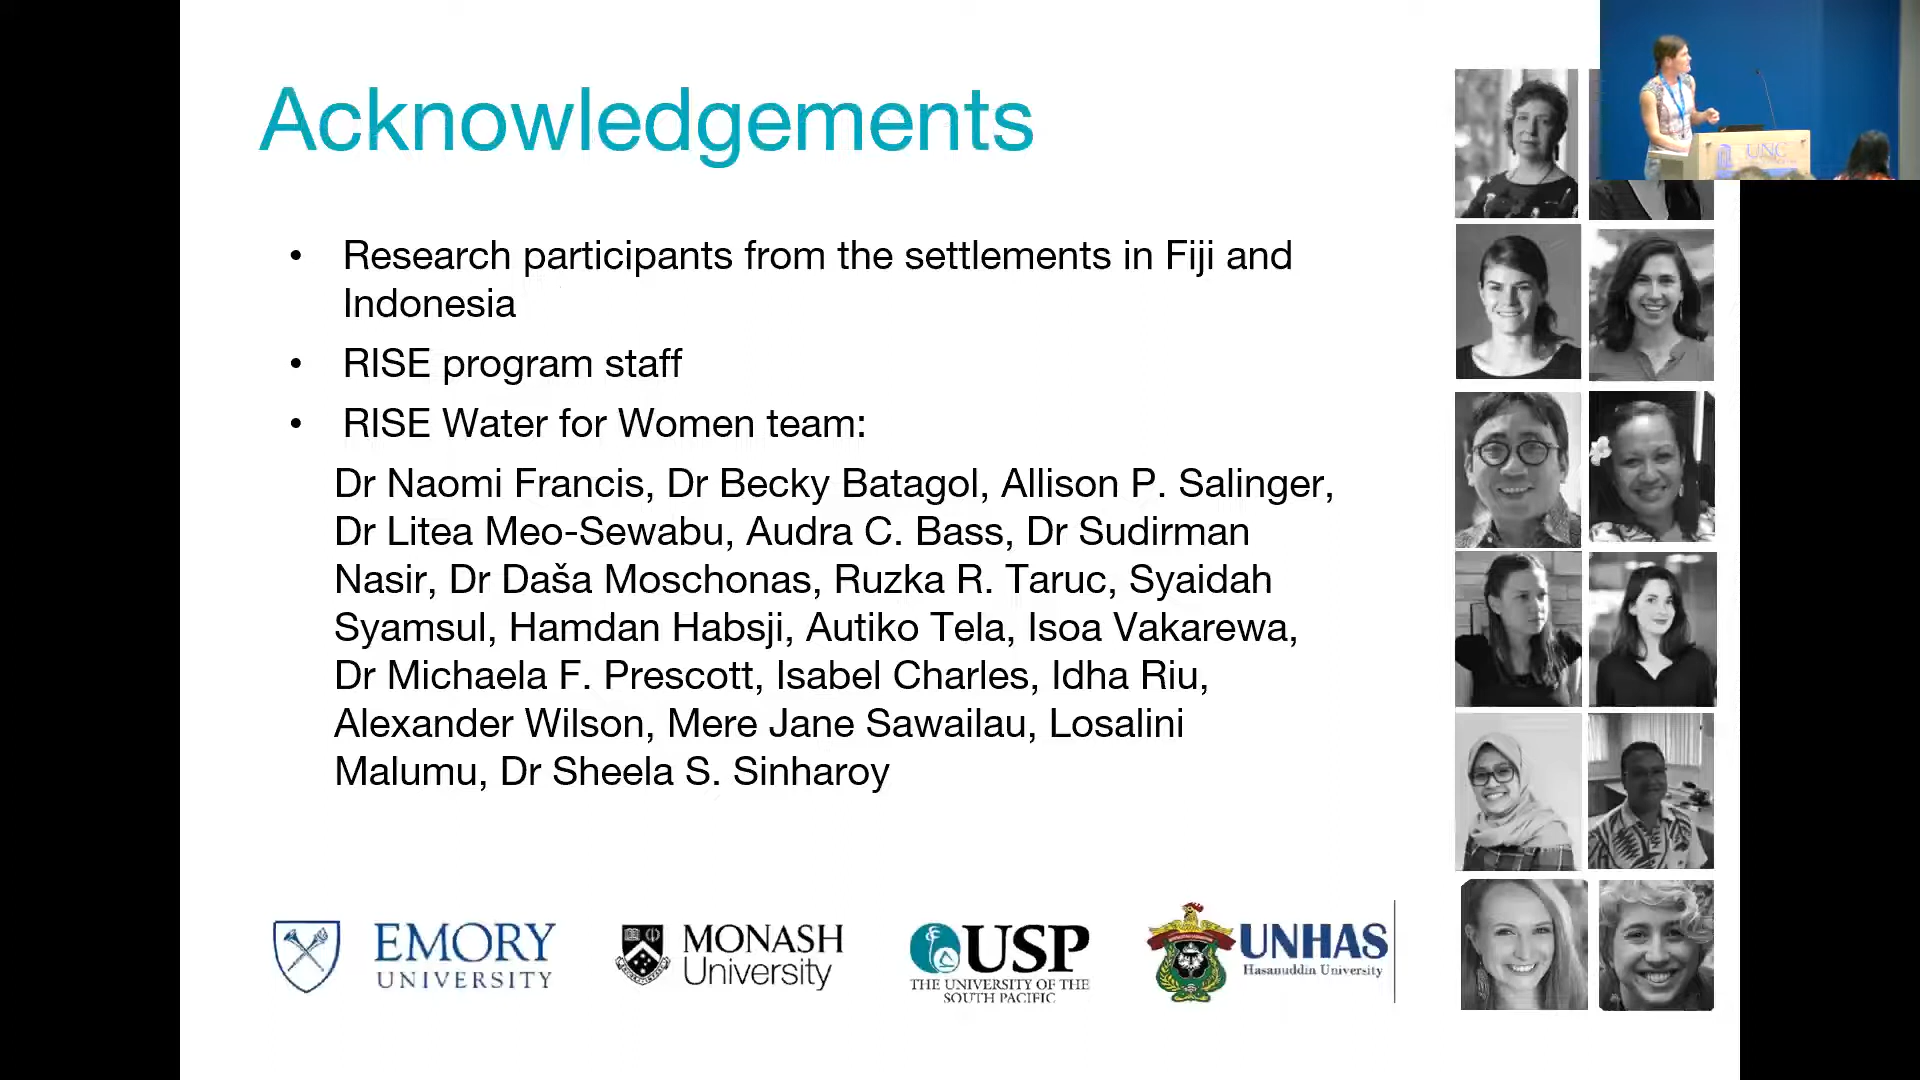 Acknowledgements
• Research participants from the settlements in Fiji and
Indonesia
• RISE program staff
• RISE Water for Women team:
Dr Naomi Francis, Dr Becky Batagol, Allison P. Salinger,
Dr Litea Meo-Sewabu, Audra C. Bass, Dr Sudirman
Nasir, Dr Daša Moschonas, Ruzka R. Taruc, Syaidah
Syamsul, Hamdan Habsji, Autiko Tela, Isoa Vakarewa,
Dr Michaela F. Prescott, Isabel Charles, Idha Riu,
Alexander Wilson, Mere Jane Sawailau, Losalini
Malumu, Dr Sheela S. Sinharoy
EMORY
UNIVERSITY
MONASH
University
USP
THE UNIVERSITY OF THE
SOUTH PACIFIC
UNHAS
Hasanuddin University
UNC